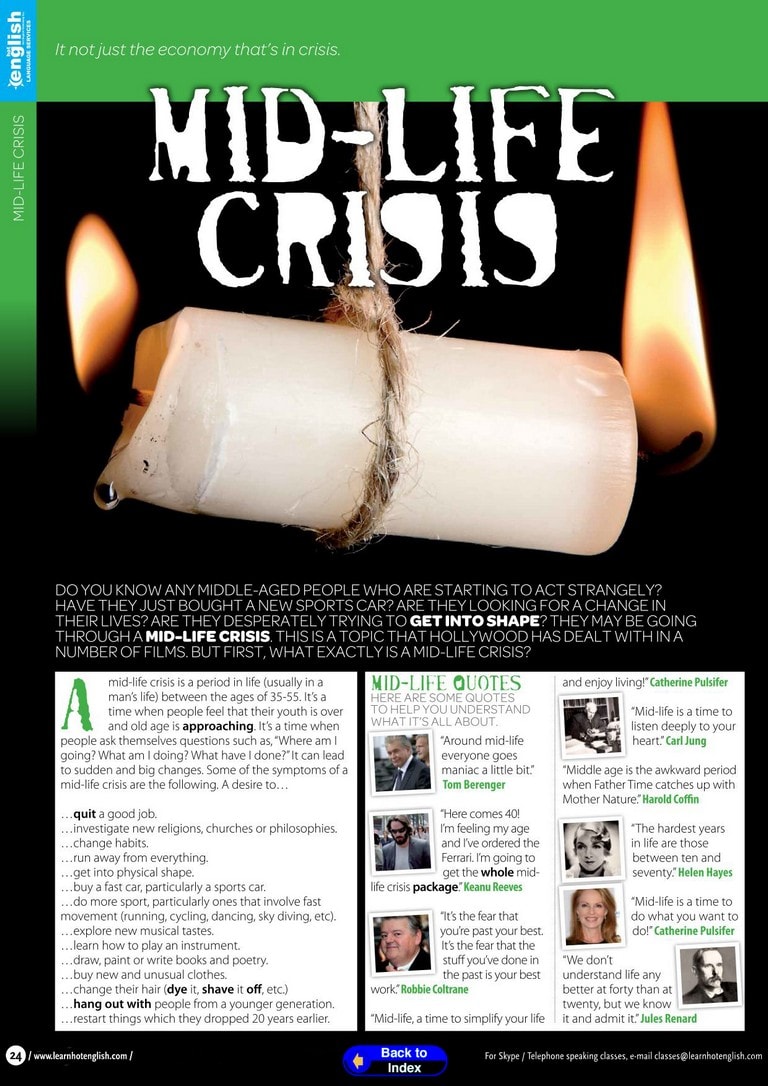 english
LANGUAGE SERVICES
MID-LIFE CRISIS
It not just the economy that's in crisis.
MID-LIFE
CRISIS
DO YOU KNOW ANY MIDDLE-AGED PEOPLE WHO ARE STARTING TO ACT STRANGELY?
HAVE THEY JUST BOUGHT A NEW SPORTS CAR? ARE THEY LOOKING FOR A CHANGE IN
THEIR LIVES? ARE THEY DESPERATELY TRYING TO GET INTO SHAPE? THEY MAY BE GOING
THROUGH A MID-LIFE CRISIS. THIS IS A TOPIC THAT HOLLYWOOD HAS DEALT WITH IN A
NUMBER OF FILMS. BUT FIRST, WHAT EXACTLY IS A MID-LIFE CRISIS?
A mid-life crisis is a period in life (usually in a
man's life) between the ages of 35-55. It's a
time when people feel that their youth is over
and old age is approaching. It's a time when
people ask themselves questions such as, "Where am I
going? What am I doing? What have I done?" It can lead
to sudden and big changes. Some of the symptoms of a
mid-life crisis are the following. A desire to…
…quit a good job.
…investigate new religions, churches or philosophies.
…change habits.
…run away from everything.
…get into physical shape.
…buy a fast car, particularly a sports car.
…do more sport, particularly ones that involve fast
movement (running, cycling, dancing, sky diving, etc).
…explore new musical tastes.
…learn how to play an instrument.
…draw, paint or write books and poetry.
…buy new and unusual clothes.
…change their hair (dye it, shave it off, etc.)
…hang out with people from a younger generation.
…restart things which they dropped 20 years earlier.
MID-LIFE QUOTES
HERE ARE SOME QUOTES
TO HELP YOU UNDERSTAND
WHAT IT'S ALL ABOUT.
"Around mid-life
everyone goes
maniac a little bit."
Tom Berenger
"Here comes 40!
I'm feeling my age
and I've ordered the
Ferrari. I'm going to
get the whole mid-
life crisis package." Keanu Reeves
"It's the fear that
you're past your best.
It's the fear that the
stuff you've done in
the past is your best
work." Robbie Coltrane
"Mid-life, a time to simplify your life
and enjoy living!" Catherine Pulsifer
"Mid-life is a time to
listen deeply to your
heart." Carl Jung
"Middle age is the awkward period
when Father Time catches up with
Mother Nature." Harold Coffin
"The hardest years
in life are those
between ten and
seventy." Helen Hayes
"Mid-life is a time to
do what you want to
do!" Catherine Pulsifer
"We don't
understand life any
better at forty than at
twenty, but we know
it and admit it." Jules Renard
24 / www.learnhotenglish.com /
Back to
Index
For Skype / Telephone speaking classes, e-mail classes@learnhotenglish.com